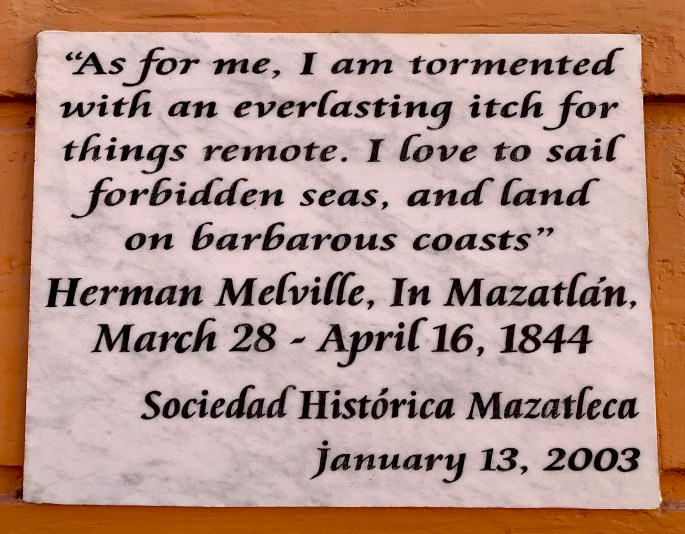 “As for me, I am tormented
with an everlasting itch for
things remote. I love to sail
forbidden seas, and land
on barbarous coasts”
Herman Melville, In Mazatlán,
March 28 - April 16, 1844
Sociedad Histórica Mazatleca
january 13, 2003